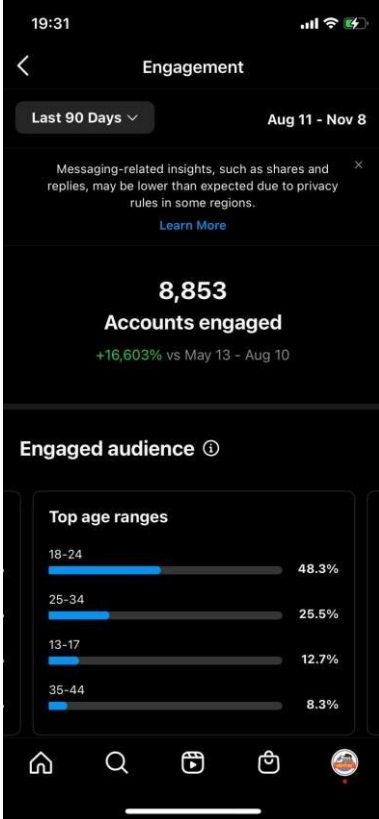 19:31
Engagement
Last 90 Days
Aug 11 - Nov 8
Messaging-related insights, such as shares and
replies, may be lower than expected due to privacy
rules in some regions.
Learn More
8,853
Accounts engaged
+16,603% vs May 13 - Aug 10
Engaged audience
Top age ranges
18-24
48.3%
25-34
25.5%
13-17
12.7%
35-44
8.3%